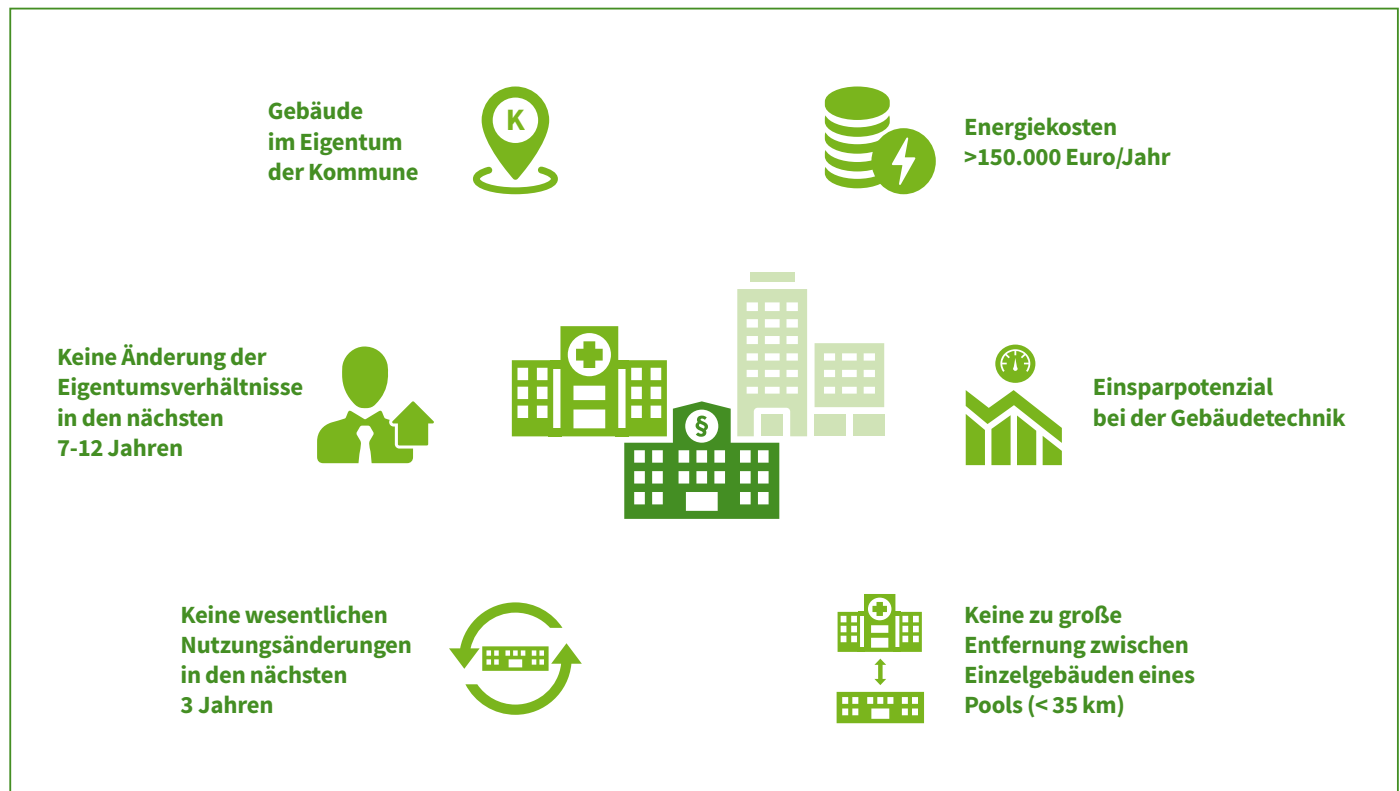 Gebäude
im Eigentum
der Kommune
K
Energiekosten
>150.000 Euro/Jahr
Keine Änderung der
Eigentumsverhältnisse
in den nächsten
7-12 Jahren
§
Einsparpotenzial
bei der Gebäudetechnik
Keine wesentlichen
Nutzungsänderungen
in den nächsten
3 Jahren
Keine zu große
Entfernung zwischen
Einzelgebäuden eines
Pools (< 35 km)